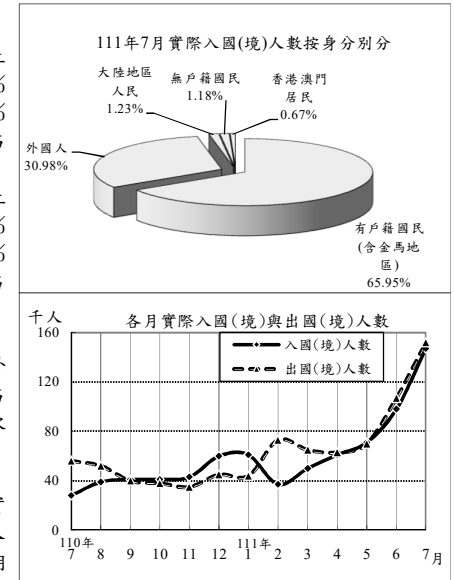 111年7月實際入國(境)人數按身分別分
大陸地區
人民
1.23%
無戶籍國民
1.18%
香港澳門
居民
0.67%
外國人
30.98%
有戶籍國民
(含金馬地
區)
65.95%
千人
各月實際入國(境)與出國(境)人數
入國(境)人數
出國(境)人數
160
120
80
40
0
110年
111年
7 8 9 10 11 12 1 2 3 4 5 6 7月